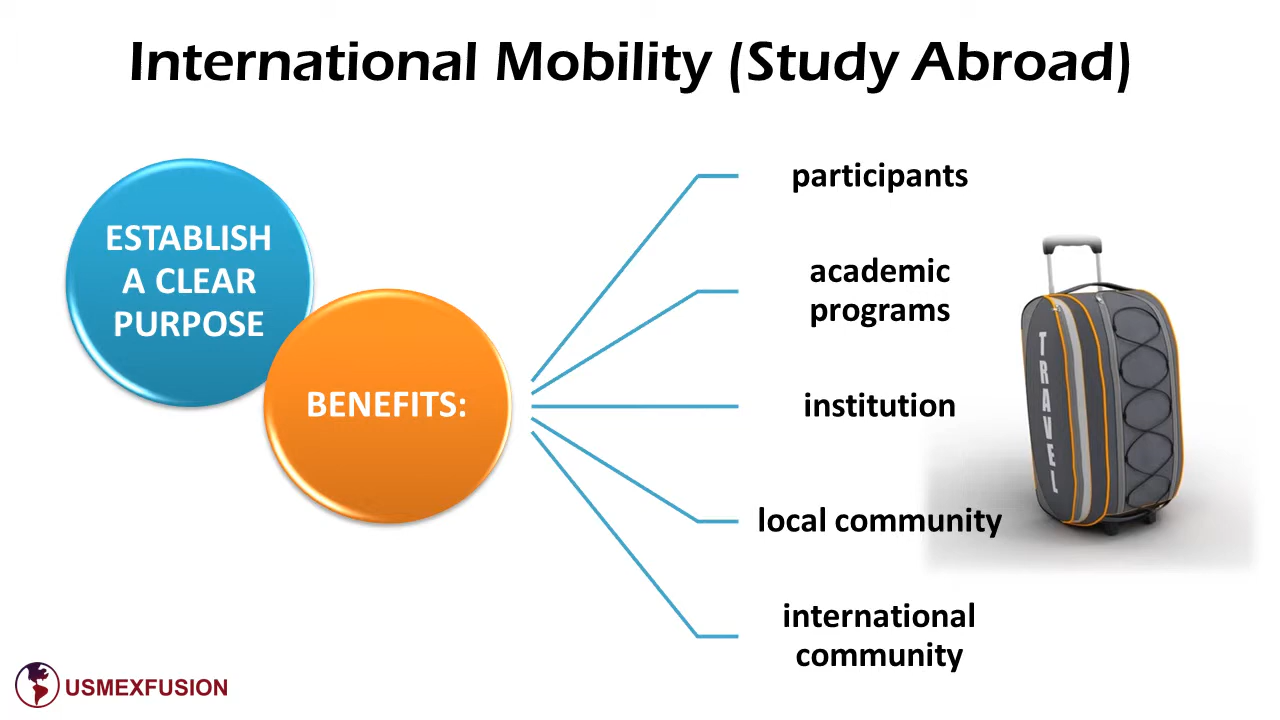 International Mobility (Study Abroad)
ESTABLISH
A CLEAR
PURPOSE
BENEFITS:
participants
academic
programs
institution
local community
international
community
TRAVEL
USMEXFUSION